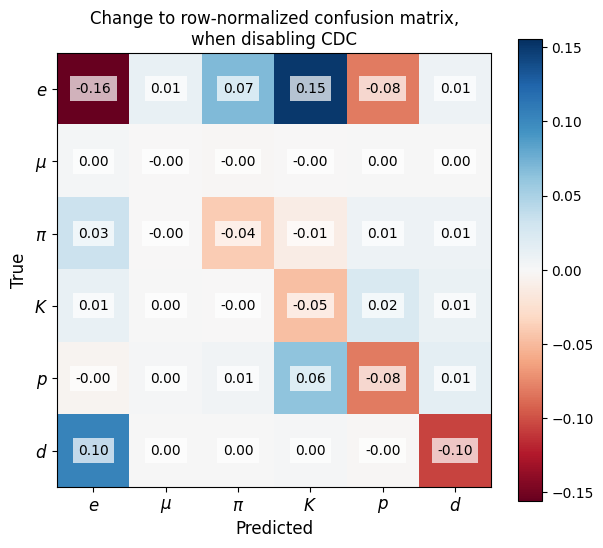 Change to row-normalized confusion matrix,
when disabling CDC
True
e -0.16 0.01 0.07 0.15 -0.08 0.01
μ 0.00 -0.00 -0.00 -0.00 0.00 0.00
π 0.03 -0.00 -0.04 -0.01 0.01 0.01
K 0.01 0.00 -0.00 -0.05 0.02 0.01
p -0.00 0.00 0.01 0.06 -0.08 0.01
d 0.10 0.00 0.00 0.00 -0.00 -0.10
e μ π K p d
Predicted
0.15
0.10
0.05
0.00
−0.05
−0.10
−0.15